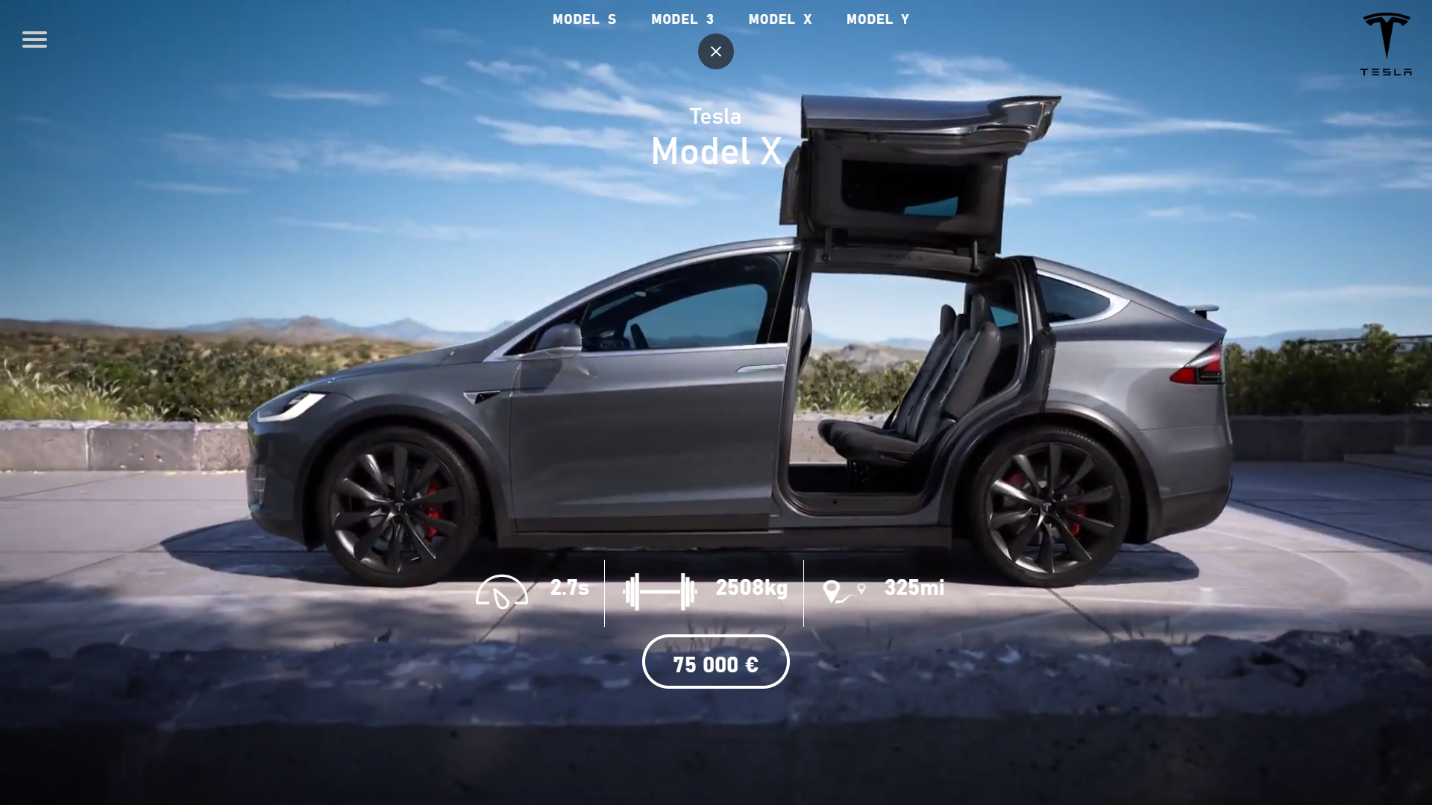 MODEL S MODEL 3 MODEL X MODEL Y
TESLA
Tesla
Model X
2.7s 2508kg 325mi
75 000 €